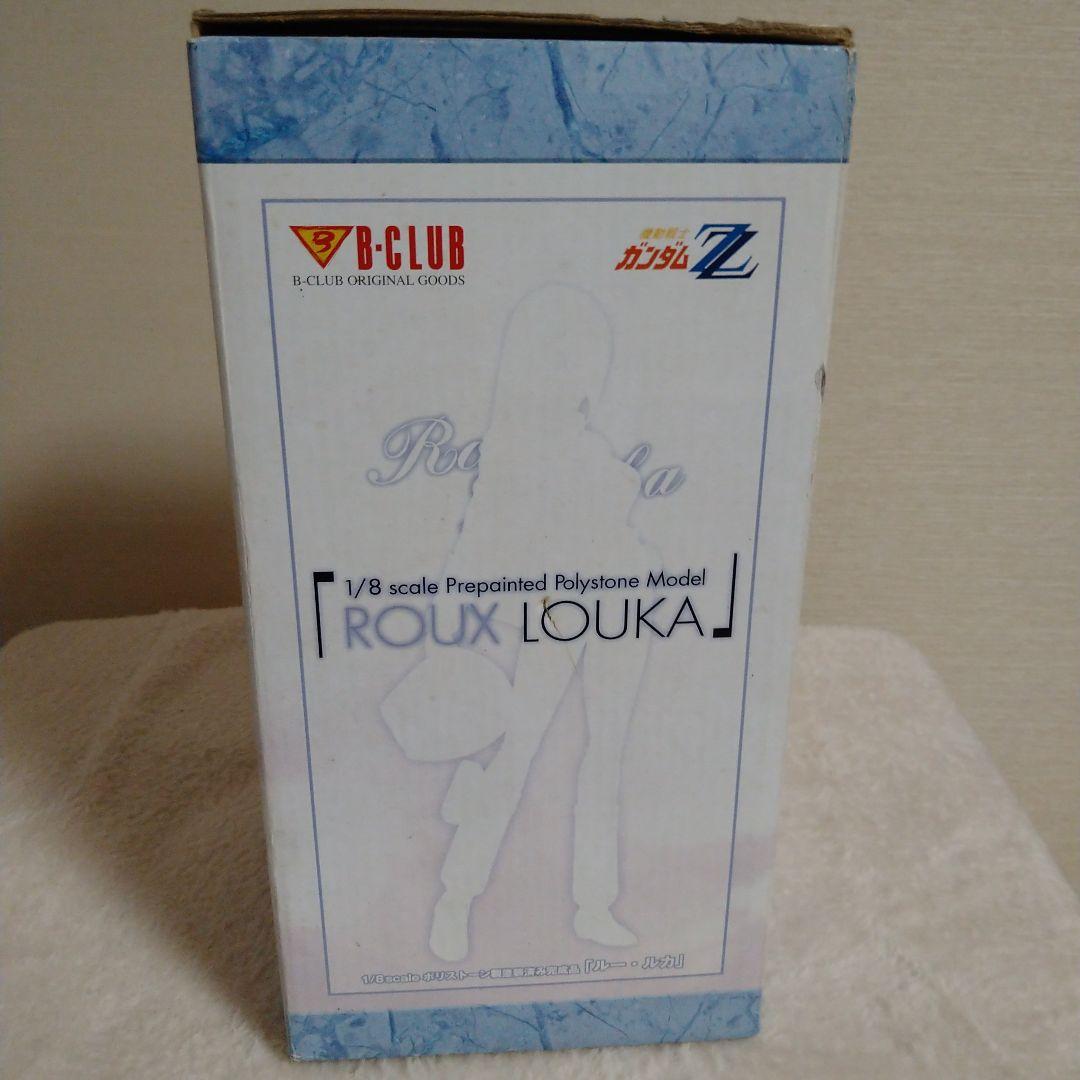 B B-CLUB
B-CLUB ORIGINAL GOODS
機動戦士
ガンダムZZ
「1/8 scale Prepainted Polystone Model
ROUX LOUKA」
1/8scale ポリストーン製塗装済み完成品「ルー・ルカ」